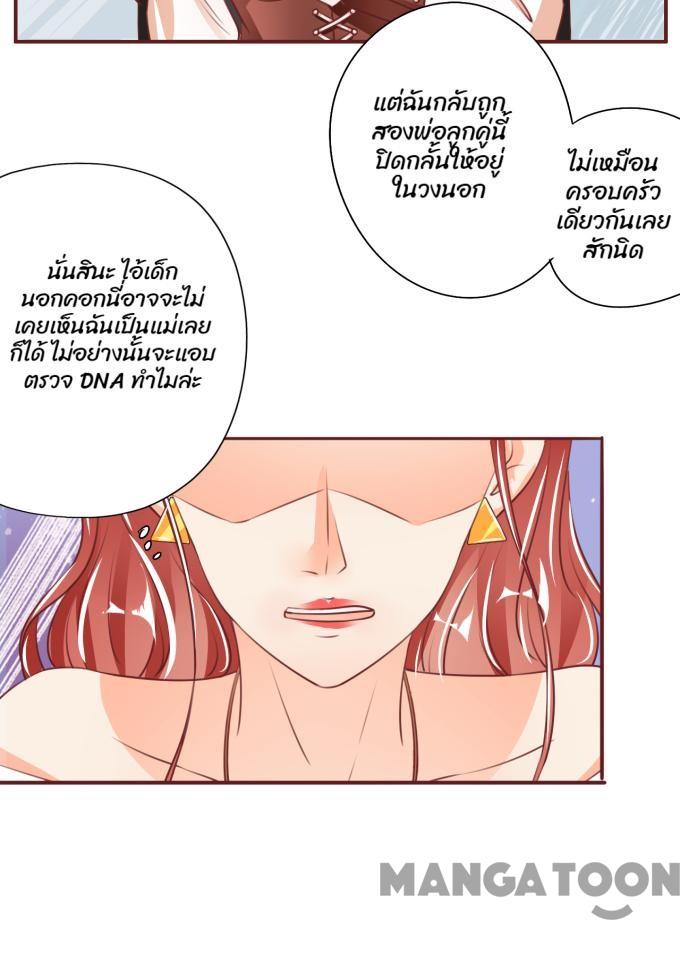 แต่ฉันกลับถูก
สองพ่อลูกคู่นี้
ปิดกลั้นให้อยู่
ในวงนอก
ไม่เหมือน
ครอบครัว
เดียวกันเลย
สักนิด
นั่นสินะ ไอ้เด็ก
นอกคอกนี่อาจจะไม่
เคยเห็นฉันเป็นแม่เลย
ก็ได้ ไม่อย่างนั้นจะแอบ
ตรวจ DNA ทำไมล่ะ
MANGATOON